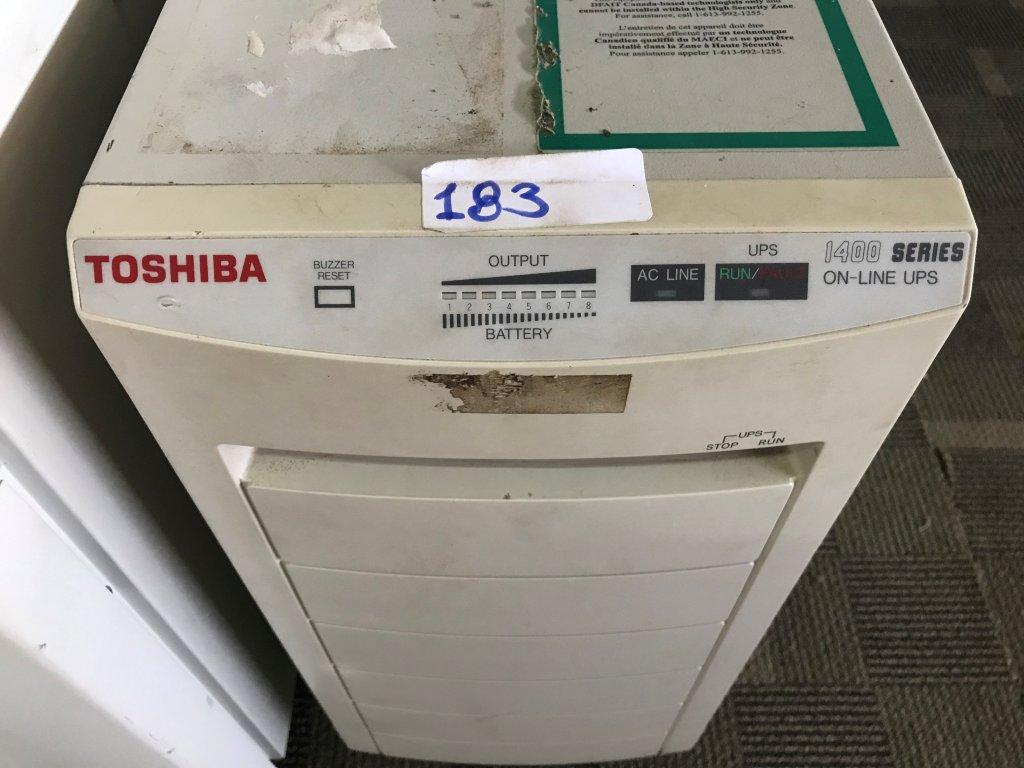 DFAIT Canada-based technologists only and
cannot be installed within the High Security Zone.
For assistance, call 1-613-992-1255.
L'entretien de cet appareil doit être
impérativement effectué par un technologue
Canadien qualifié du MAECI et ne peut être
installé dans la Zone à Haute Sécurité.
Pour assistance appeler 1-613-992-1255.
183
TOSHIBA
BUZZER
RESET
OUTPUT
1 2 3 4 5 6 7 8
BATTERY
AC LINE
UPS
RUN/FAULT
1400 SERIES
ON-LINE UPS
UPS
STOP RUN